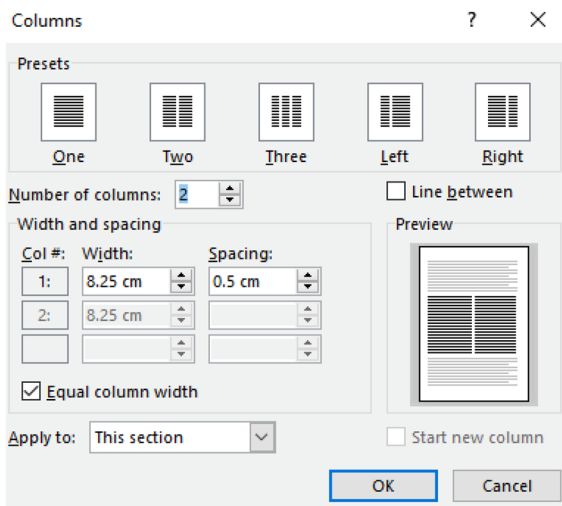 Columns ?
Presets
One Two Three Left Right
Number of columns: 2 Line between
Width and spacing Preview
Col #: Width: Spacing:
1: 8.25 cm 0.5 cm
2: 8.25 cm
Equal column width
Apply to: This section Start new column
OK Cancel